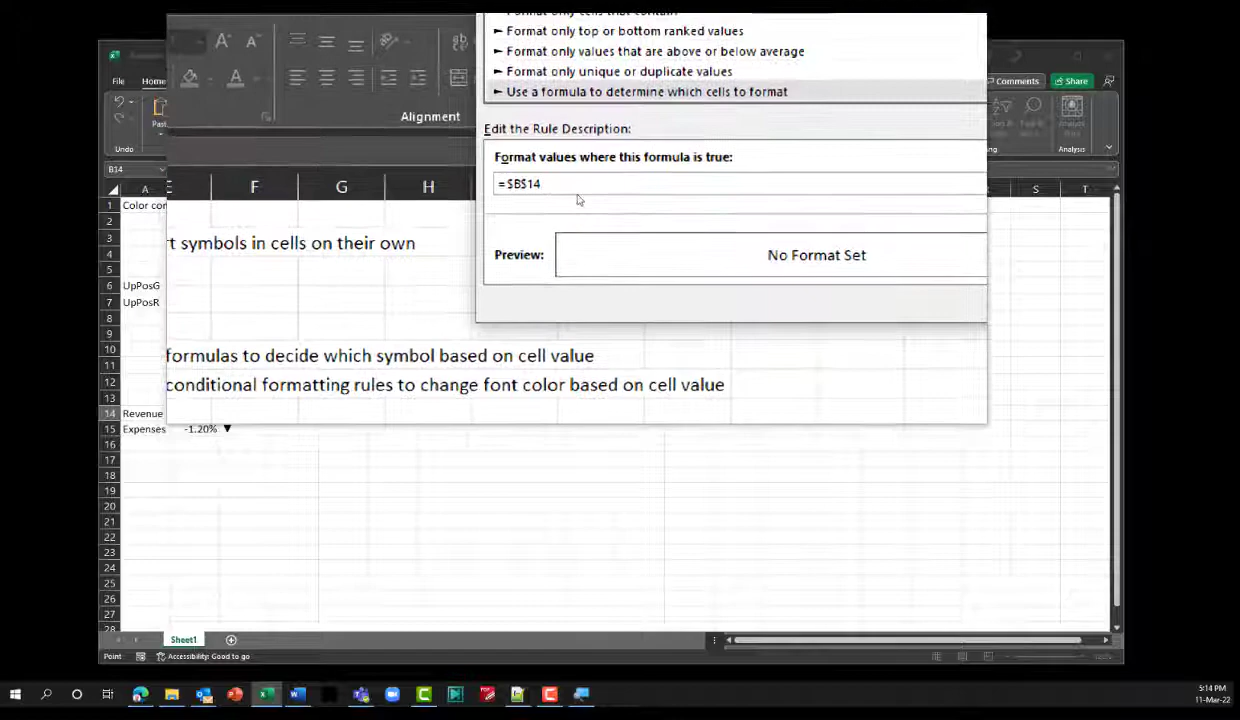 Format only cells that contain
► Format only top or bottom ranked values
► Format only values that are above or below average
► Format only unique or duplicate values
► Use a formula to determine which cells to format
Alignment
Edit the Rule Description:
Format values where this formula is true:
=$B$14
Preview: No Format Set
File Home
Comments Share
Paste
Undo
Analysis
B14
A E F G H S T
1 Color con
2
rt symbols in cells on their own
3
4
5
6 UpPosG
7 UpPosR
8
9
10
formulas to decide which symbol based on cell value
11
conditional formatting rules to change font color based on cell value
12
13
14 Revenue
15 Expenses -1.20% ▼
16
17
18
19
20
21
22
23
24
25
26
27
28
Sheet1
Point Accessibility: Good to go
5:14 PM
11-Mar-22